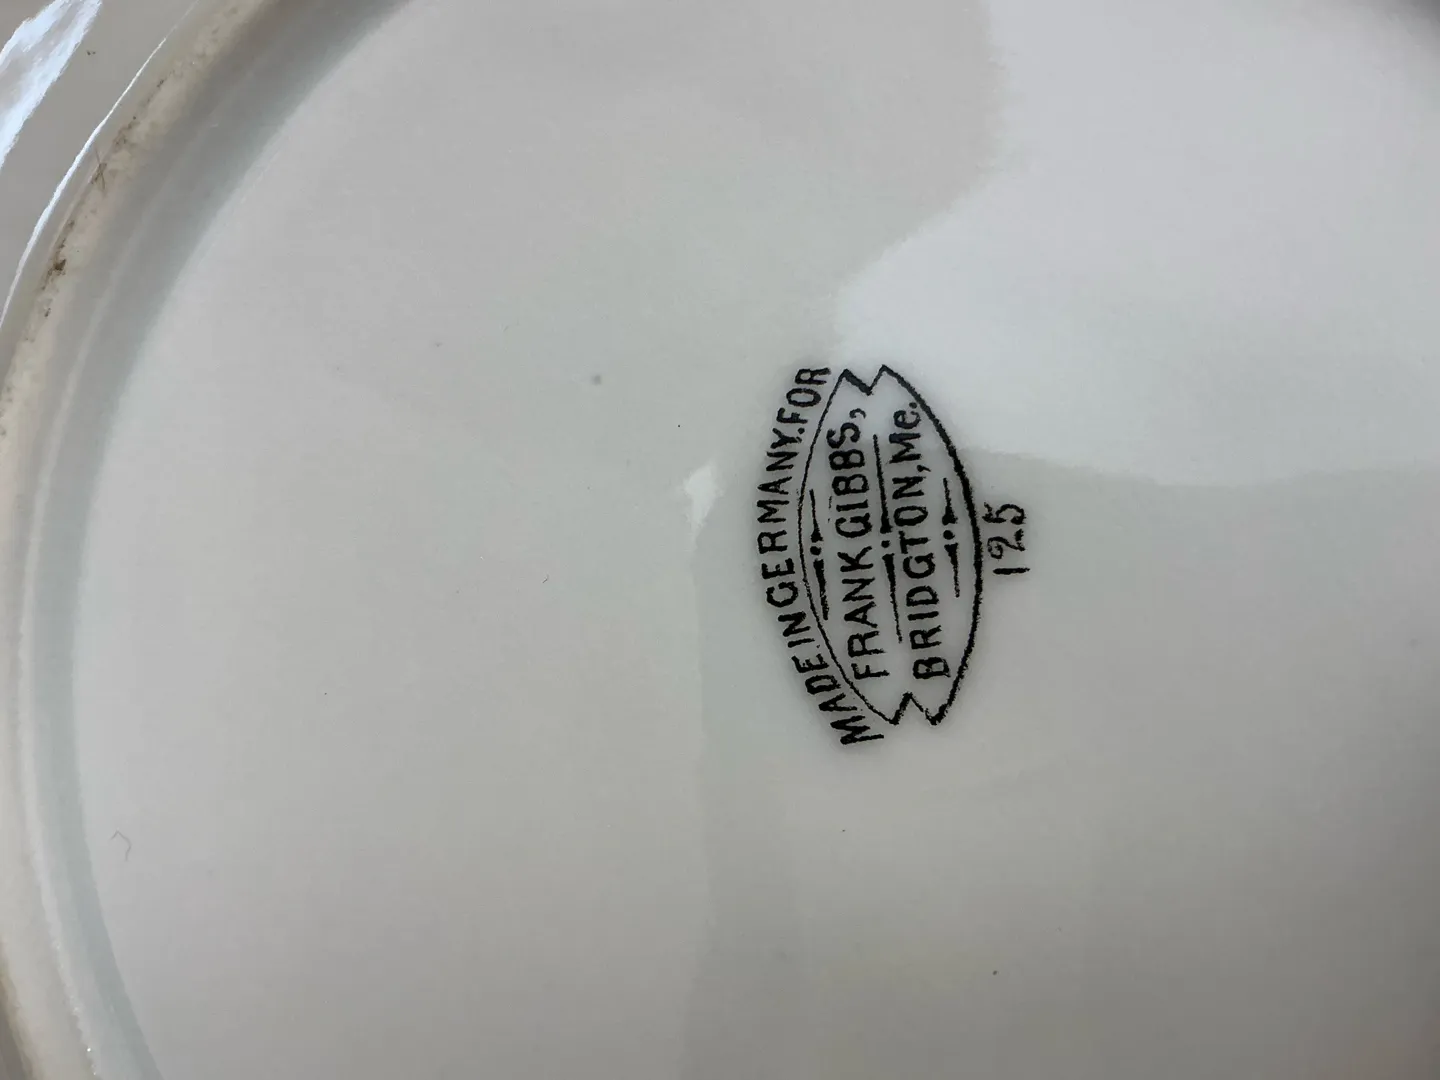 MADE IN GERMANY.FOR
FRANK GIBBS,
BRIDGTON, Me.
125